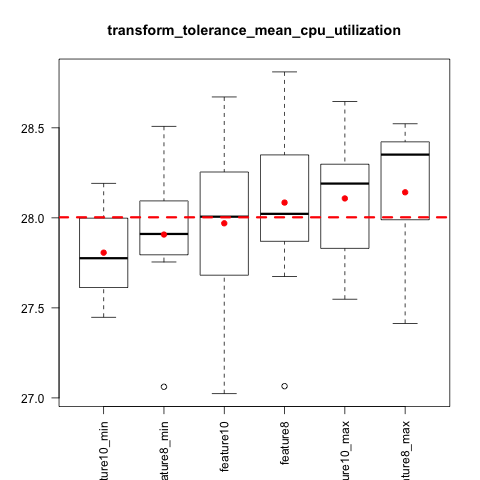 transform_tolerance_mean_cpu_utilization
28.5
28.0
27.5
27.0
ture10_min
ature8_min
feature10
feature8
ure10_max
ture8_max